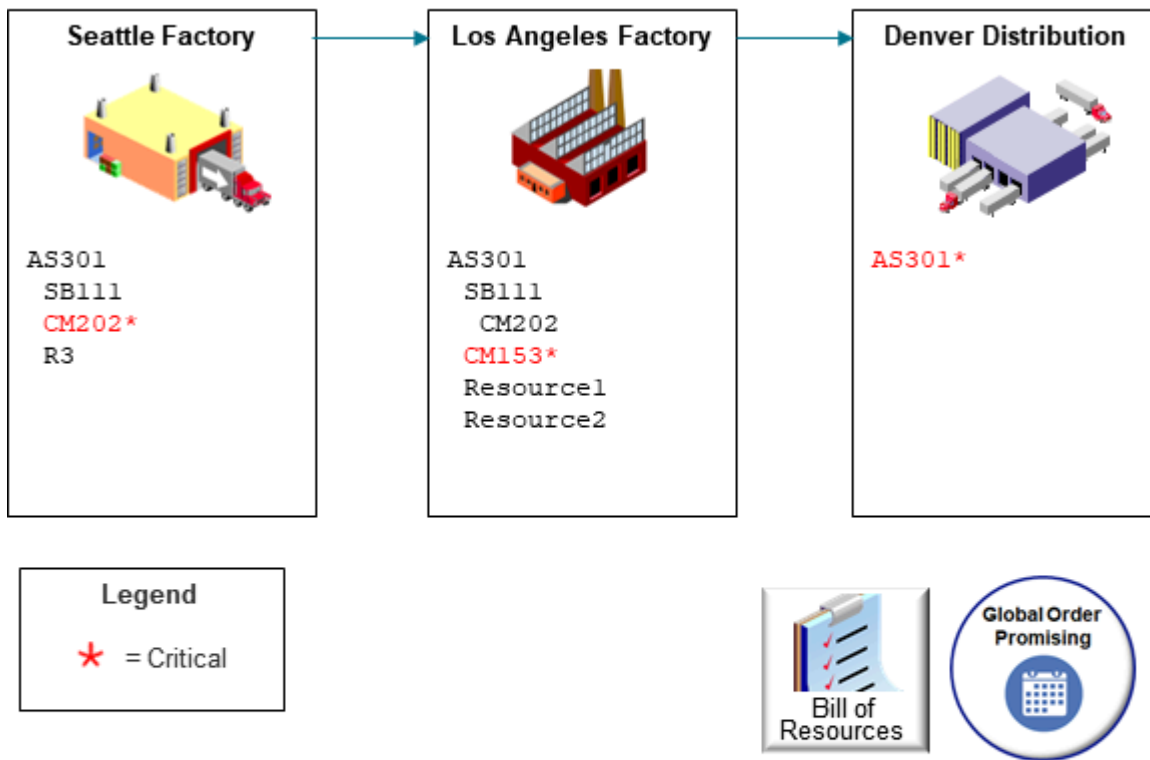 Seattle Factory
Los Angeles Factory
Denver Distribution
AS301
SB111
CM202*
R3
AS301
SB111
CM202
CM153*
Resource1
Resource2
AS301*
Legend
* = Critical
Bill of
Resources
Global Order
Promising